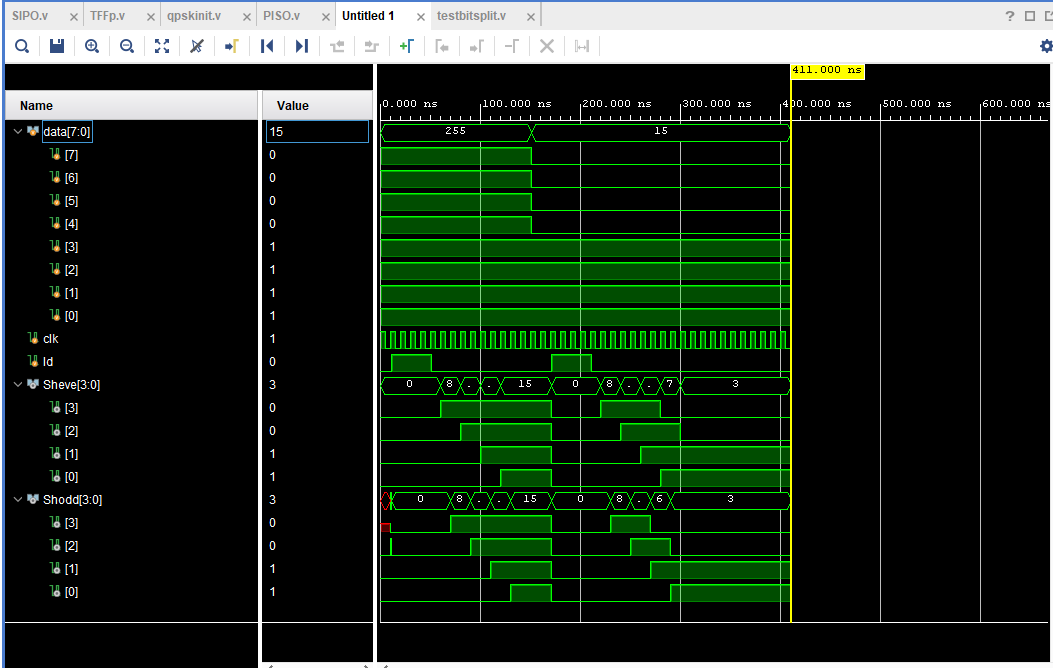 SIPO.v × TFFp.v × qpskinit.v × PISO.v × Untitled 1 × testbitsplit.v × ?
411.000 ns
Name Value 0.000 ns 100.000 ns 200.000 ns 300.000 ns 400.000 ns 500.000 ns 600.000 ns
data[7:0] 15 255 15
[7] 0
[6] 0
[5] 0
[4] 0
[3] 1
[2] 1
[1] 1
[0] 1
clk 1
ld 0
Sheve[3:0] 3 0 8 . . 15 0 8 . . 7 3
[3] 0
[2] 0
[1] 1
[0] 1
Shodd[3:0] 3 0 8 . . 15 0 8 . 6 3
[3] 0
[2] 0
[1] 1
[0] 1